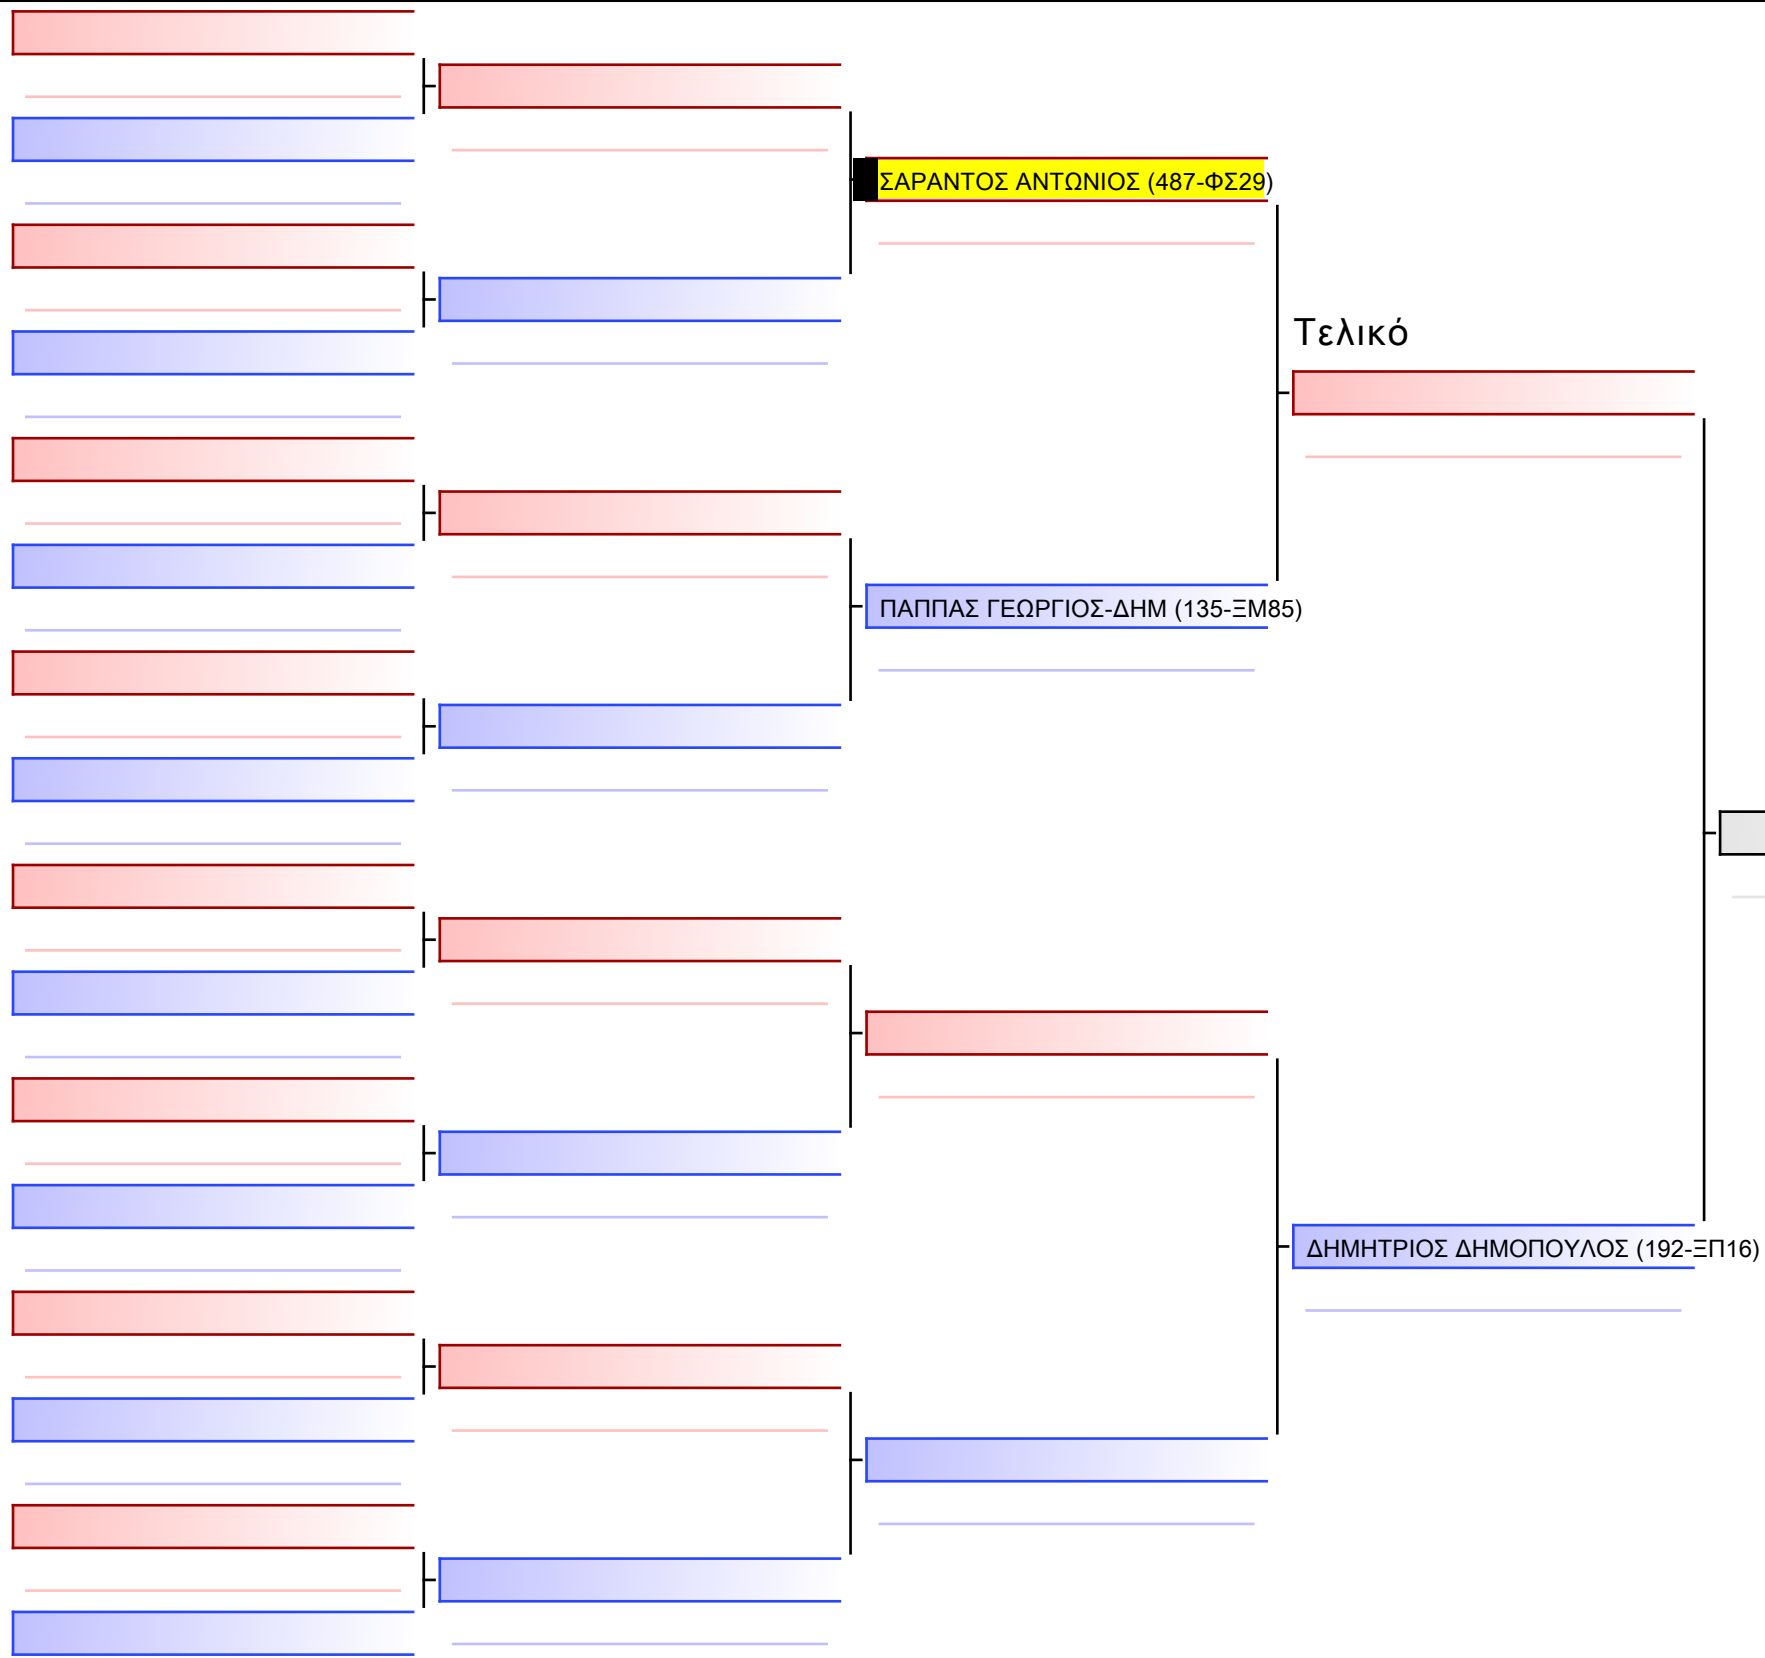 ΣΑΡΑΝΤΟΣ ΑΝΤΩΝΙΟΣ (487-ΦΣ29)
Τελικό
ΠΑΠΠΑΣ ΓΕΩΡΓΙΟΣ-ΔΗΜ (135-ΞΜ85)
ΔΗΜΗΤΡΙΟΣ ΔΗΜΟΠΟΥΛΟΣ (192-ΞΠ16)